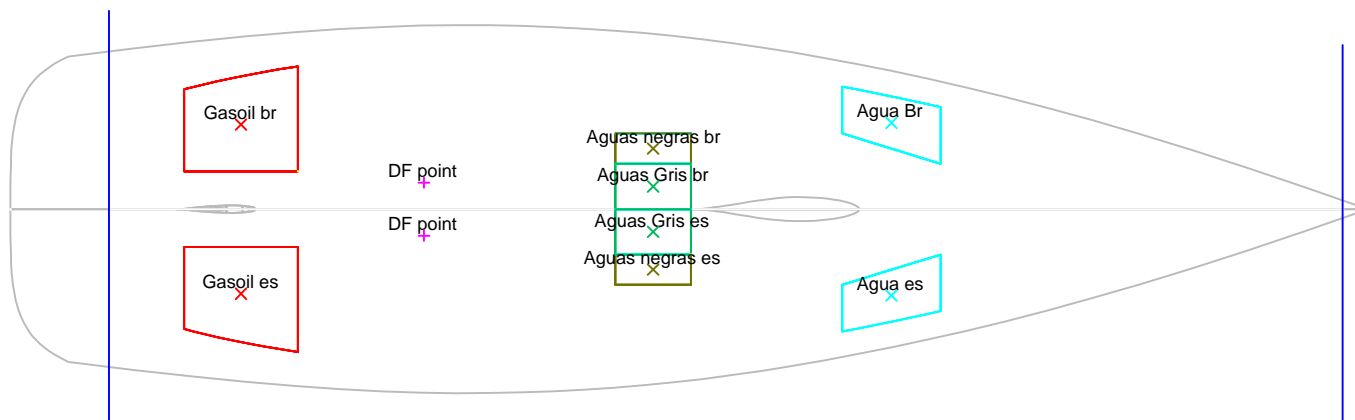 Gasoil br
Agua Br
Aguas negras br
DF point
Aguas Gris br
Aguas Gris es
DF point
Aguas negras es
Gasoil es
Agua es